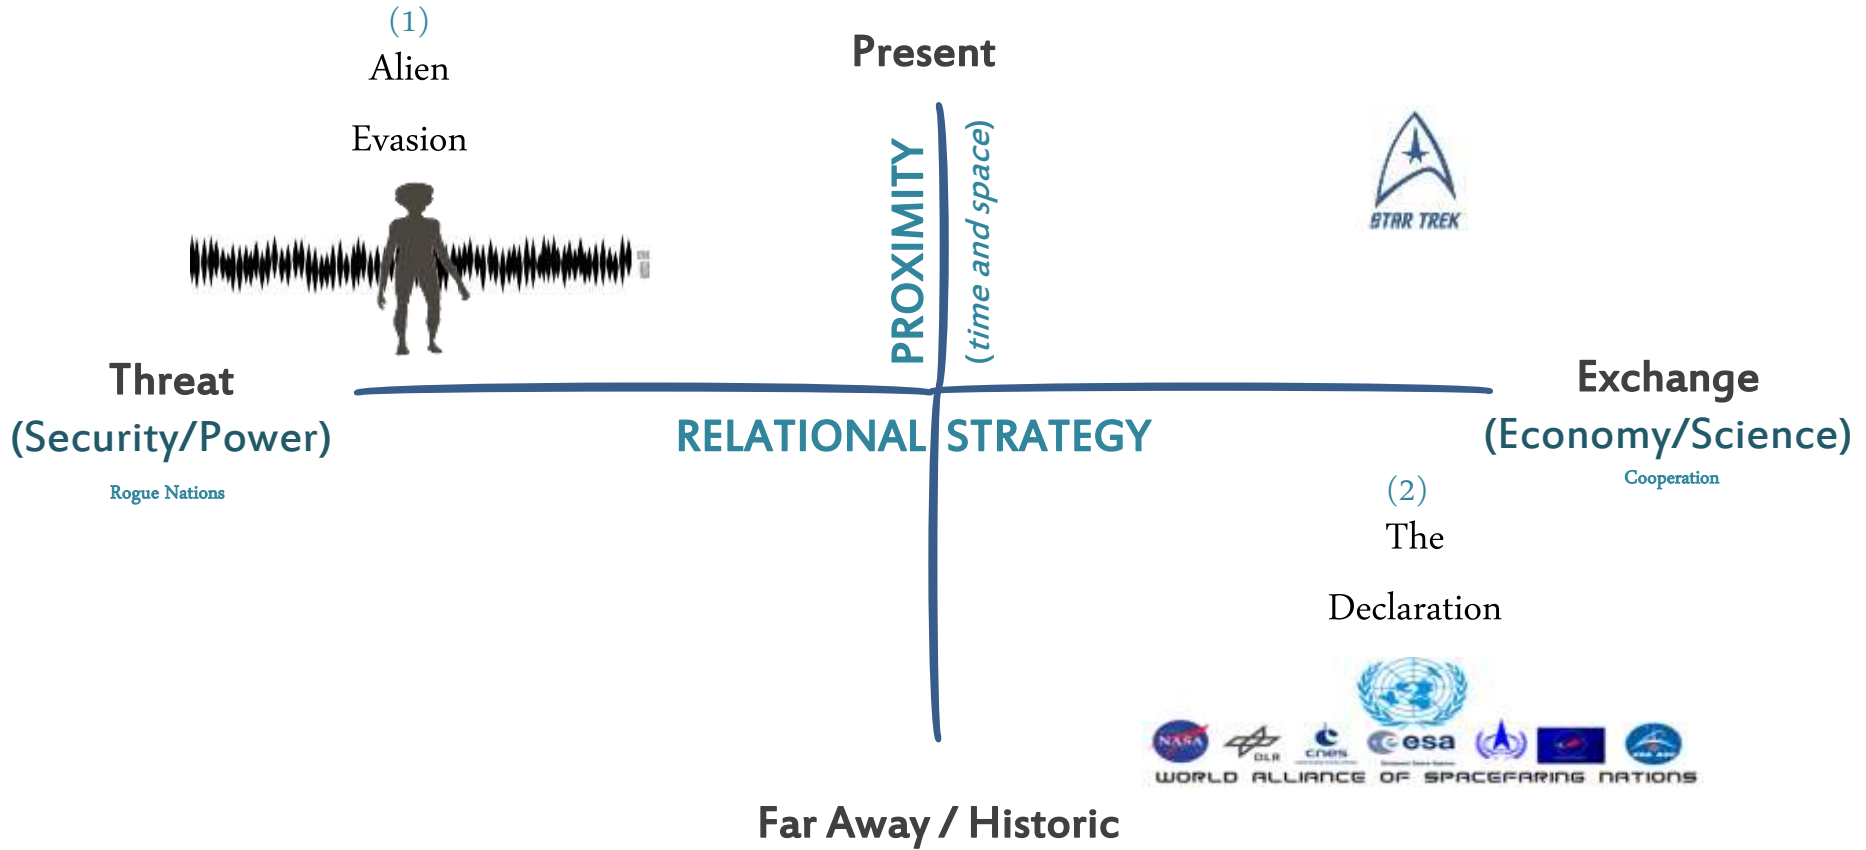 (1)
Alien
Evasion
Present
PROXIMITY
(time and space)
STAR TREK
Threat
(Security/Power)
Rogue Nations
RELATIONAL STRATEGY
Exchange
(Economy/Science)
Cooperation
(2)
The
Declaration
NASA
DLR
cnes
esa
WORLD ALLIANCE OF SPACEFARING NATIONS
Far Away / Historic